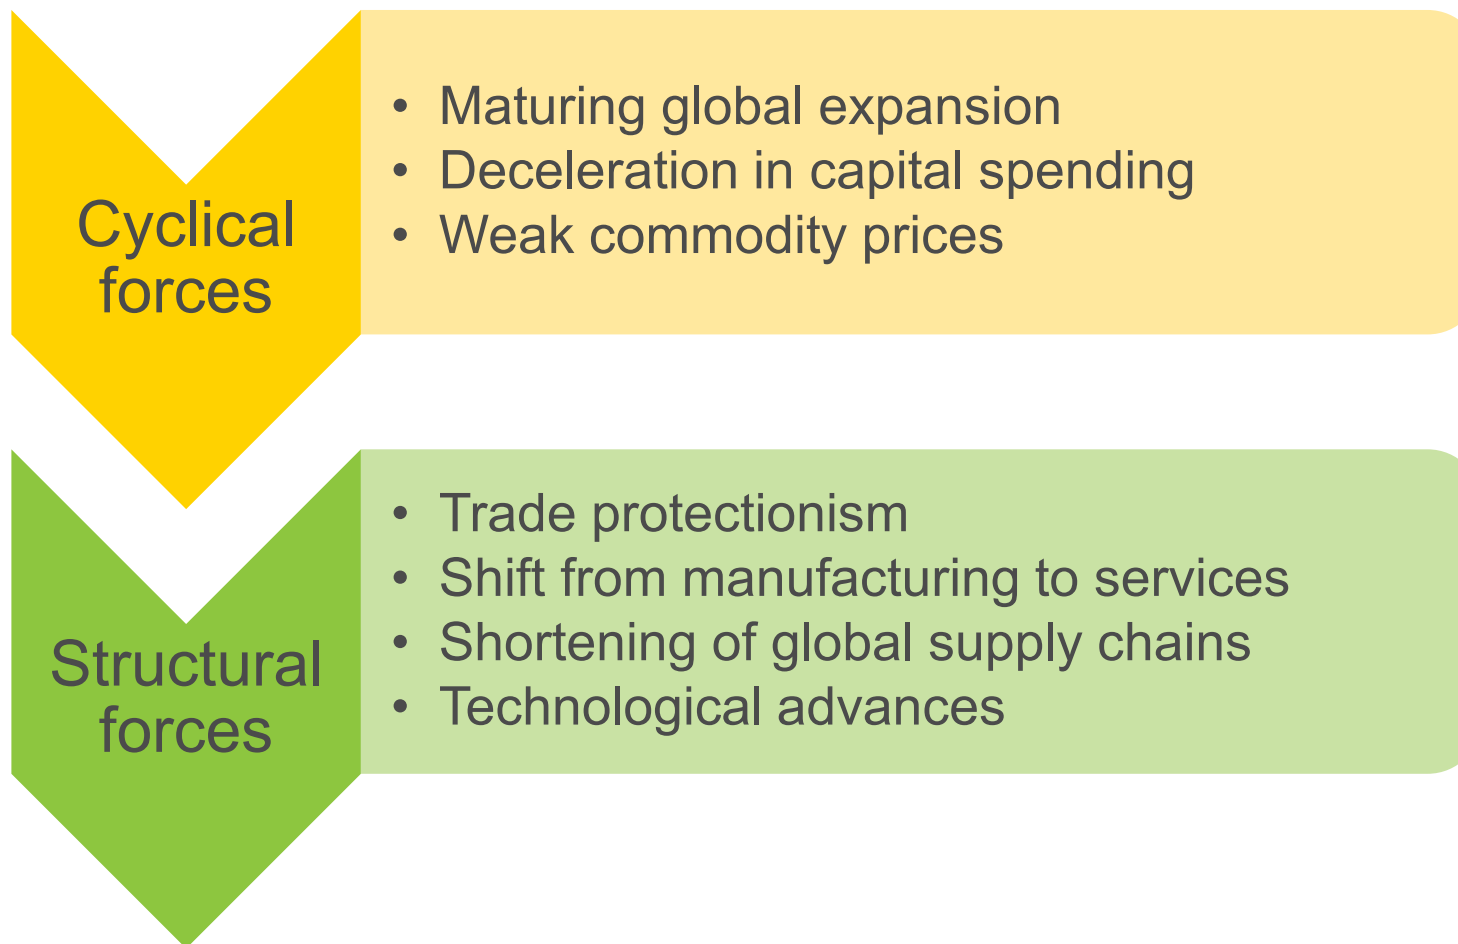 Cyclical
forces
• Maturing global expansion
• Deceleration in capital spending
• Weak commodity prices
Structural
forces
• Trade protectionism
• Shift from manufacturing to services
• Shortening of global supply chains
• Technological advances